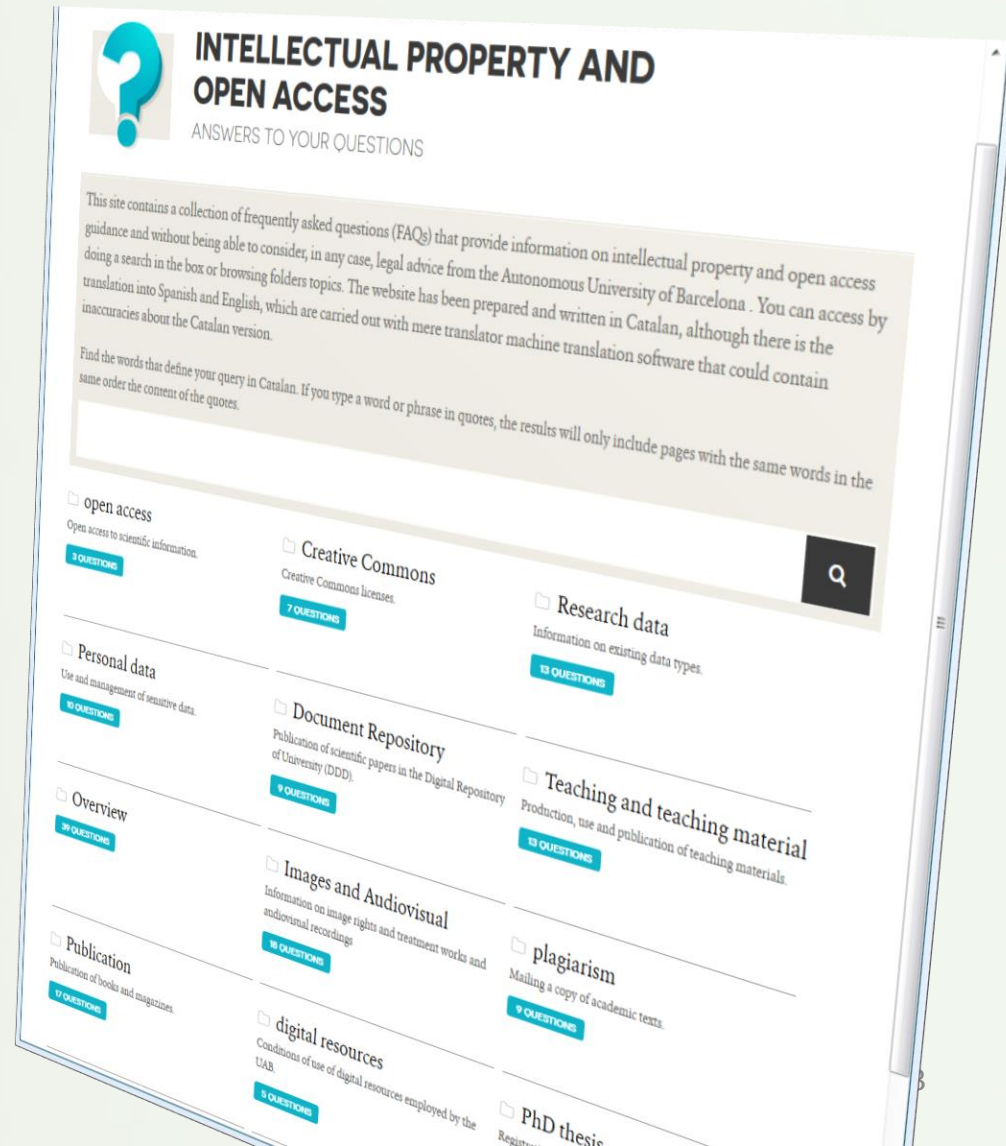 INTELLECTUAL PROPERTY AND
OPEN ACCESS
ANSWERS TO YOUR QUESTIONS
This site contains a collection of frequently asked questions (FAQs) that provide information on intellectual property and open access
guidance and without being able to consider, in any case, legal advice from the Autonomous University of Barcelona . You can access by
doing a search in the box or browsing folders topics. The website has been prepared and written in Catalan, although there is the
translation into Spanish and English, which are carried out with mere translator machine translation software that could contain
inaccuracies about the Catalan version.
Find the words that define your query in Catalan. If you type a word or phrase in quotes, the results will only include pages with the same words in the
same order the content of the quotes.
open access
Open access to scientific information.
3 QUESTIONS
Creative Commons
Creative Commons licenses.
7 QUESTIONS
Research data
Information on existing data types.
13 QUESTIONS
Personal data
Use and management of sensitive data.
10 QUESTIONS
Document Repository
Publication of scientific papers in the Digital Repository
of University (DDD).
9 QUESTIONS
Teaching and teaching material
Production, use and publication of teaching materials.
13 QUESTIONS
Overview
39 QUESTIONS
Images and Audiovisual
Information on image rights and treatment works and
audiovisual recordings
18 QUESTIONS
plagiarism
Mailing a copy of academic texts.
9 QUESTIONS
Publication
Publication of books and magazines.
17 QUESTIONS
digital resources
Conditions of use of digital resources employed by the
UAB.
5 QUESTIONS
PhD thesis